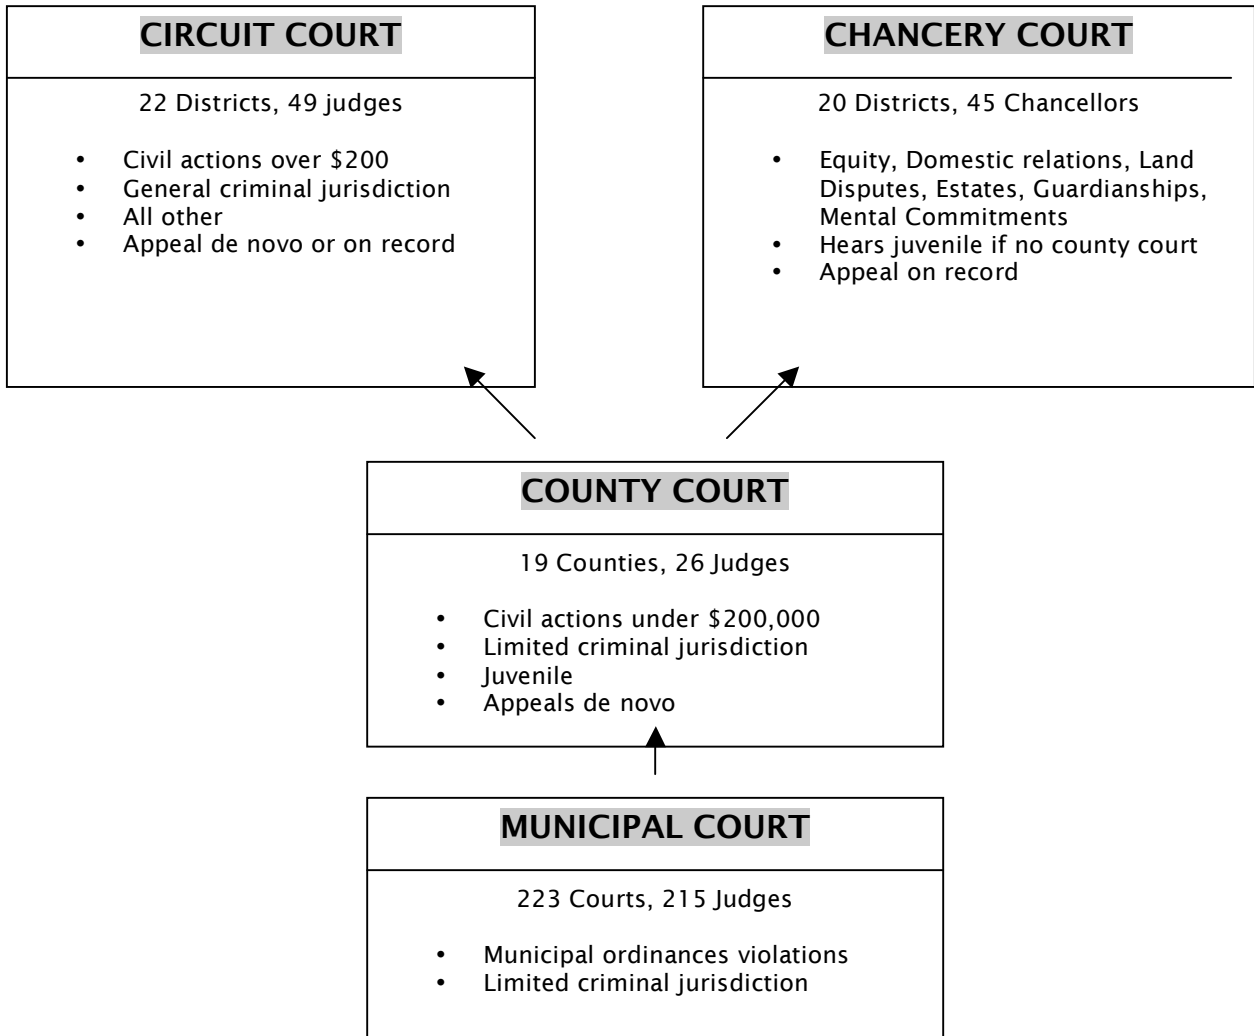 CIRCUIT COURT
22 Districts, 49 judges
• Civil actions over $200
• General criminal jurisdiction
• All other
• Appeal de novo or on record
CHANCERY COURT
20 Districts, 45 Chancellors
• Equity, Domestic relations, Land
Disputes, Estates, Guardianships,
Mental Commitments
• Hears juvenile if no county court
• Appeal on record
COUNTY COURT
19 Counties, 26 Judges
• Civil actions under $200,000
• Limited criminal jurisdiction
• Juvenile
• Appeals de novo
MUNICIPAL COURT
223 Courts, 215 Judges
• Municipal ordinances violations
• Limited criminal jurisdiction